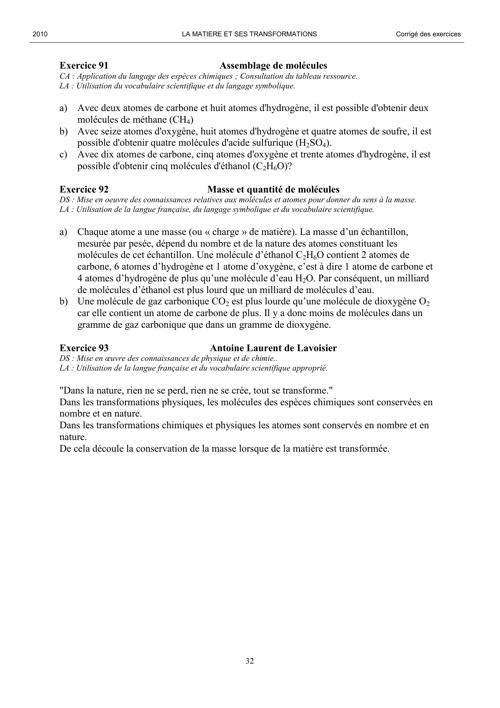 2010 LA MATIERE ET SES TRANSFORMATIONS Corrigé des exercices
Exercice 91 Assemblage de molécules
CA : Application du langage des espèces chimiques ; Consultation du tableau ressource.
LA : Utilisation du vocabulaire scientifique et du langage symbolique.
a) Avec deux atomes de carbone et huit atomes d'hydrogène, il est possible d'obtenir deux
molécules de méthane (CH4)
b) Avec seize atomes d'oxygène, huit atomes d'hydrogène et quatre atomes de soufre, il est
possible d'obtenir quatre molécules d'acide sulfurique (H2SO4).
c) Avec dix atomes de carbone, cinq atomes d'oxygène et trente atomes d'hydrogène, il est
possible d'obtenir cinq molécules d'éthanol (C2H6O)?
Exercice 92 Masse et quantité de molécules
DS : Mise en oeuvre des connaissances relatives aux molécules et atomes pour donner du sens à la masse.
LA : Utilisation de la langue française, du langage symbolique et du vocabulaire scientifique.
a) Chaque atome a une masse (ou « charge » de matière). La masse d’un échantillon,
mesurée par pesée, dépend du nombre et de la nature des atomes constituant les
molécules de cet échantillon. Une molécule d’éthanol C2H6O contient 2 atomes de
carbone, 6 atomes d’hydrogène et 1 atome d’oxygène, c’est à dire 1 atome de carbone et
4 atomes d’hydrogène de plus qu’une molécule d’eau H2O. Par conséquent, un milliard
de molécules d’éthanol est plus lourd que un milliard de molécules d’eau.
b) Une molécule de gaz carbonique CO2 est plus lourde qu’une molécule de dioxygène O2
car elle contient un atome de carbone de plus. Il y a donc moins de molécules dans un
gramme de gaz carbonique que dans un gramme de dioxygène.
Exercice 93 Antoine Laurent de Lavoisier
DS : Mise en œuvre des connaissances de physique et de chimie..
LA : Utilisation de la langue française et du vocabulaire scientifique approprié.
"Dans la nature, rien ne se perd, rien ne se crée, tout se transforme."
Dans les transformations physiques, les molécules des espèces chimiques sont conservées en
nombre et en nature.
Dans les transformations chimiques et physiques les atomes sont conservés en nombre et en
nature.
De cela découle la conservation de la masse lorsque de la matière est transformée.
32